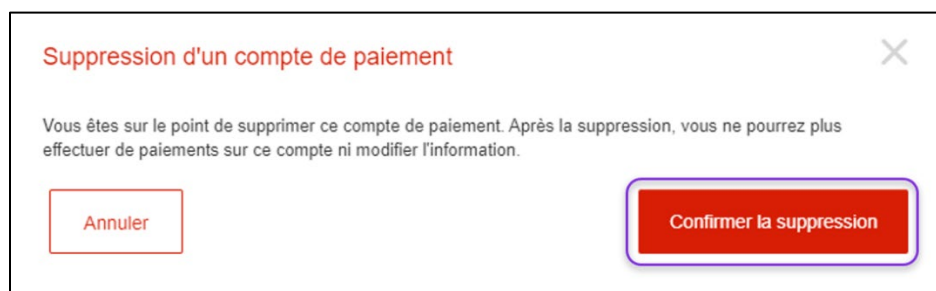 Suppression d'un compte de paiement
Vous êtes sur le point de supprimer ce compte de paiement. Après la suppression, vous ne pourrez plus
effectuer de paiements sur ce compte ni modifier l'information.
Annuler
Confirmer la suppression